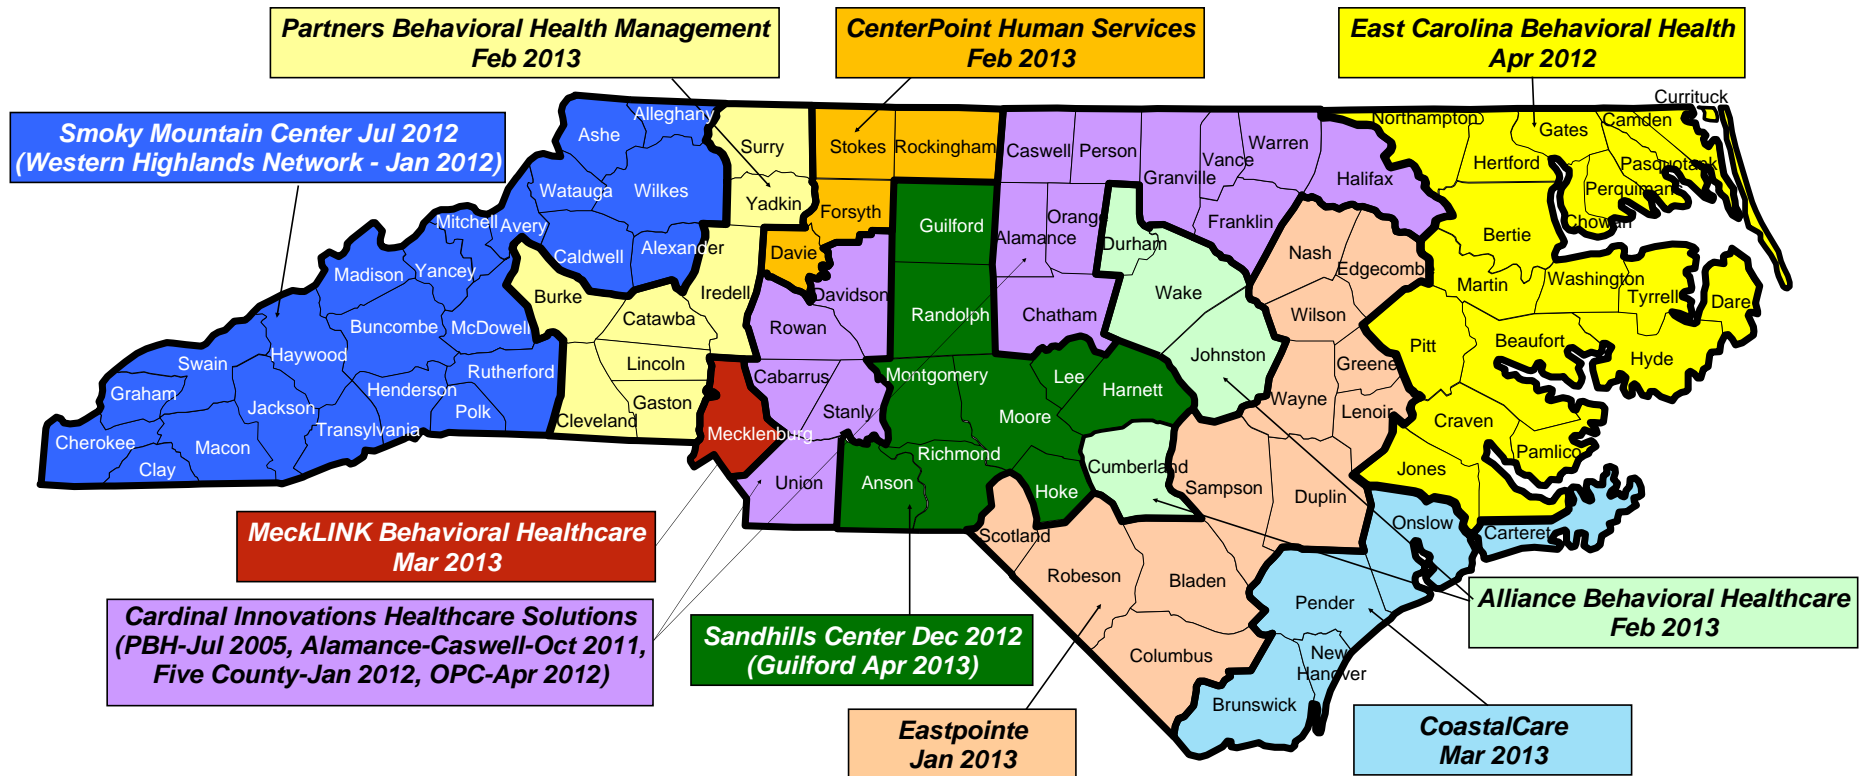 Partners Behavioral Health Management
Feb 2013
CenterPoint Human Services
Feb 2013
East Carolina Behavioral Health
Apr 2012
Smoky Mountain Center Jul 2012
(Western Highlands Network - Jan 2012)
Currituck
Alleghany
Ashe
Surry
Stokes
Rockingham
Caswell
Person
Granville
Vance
Warren
Halifax
Northampton
Gates
Camden
Hertford
Pasquotank
Perquimans
Chowan
Watauga
Wilkes
Yadkin
Forsyth
Guilford
Alamance
Orange
Durham
Franklin
Nash
Edgecombe
Bertie
Mitchell
Avery
Caldwell
Alexander
Davie
Madison
Yancey
Burke
Iredell
Davidson
Wake
Martin
Washington
Tyrrell
Dare
Buncombe
McDowell
Catawba
Rowan
Randolph
Chatham
Wilson
Swain
Haywood
Lincoln
Johnston
Pitt
Beaufort
Hyde
Graham
Jackson
Henderson
Rutherford
Polk
Gaston
Cabarrus
Montgomery
Lee
Harnett
Greene
Cherokee
Macon
Transylvania
Cleveland
Mecklenburg
Stanly
Moore
Wayne
Lenoir
Craven
Clay
Union
Anson
Richmond
Hoke
Cumberland
Sampson
Duplin
Jones
Pamlico
MeckLINK Behavioral Healthcare
Mar 2013
Scotland
Onslow
Carteret
Robeson
Bladen
Pender
Cardinal Innovations Healthcare Solutions
(PBH-Jul 2005, Alamance-Caswell-Oct 2011,
Five County-Jan 2012, OPC-Apr 2012)
Sandhills Center Dec 2012
(Guilford Apr 2013)
Alliance Behavioral Healthcare
Feb 2013
Columbus
New
Hanover
Brunswick
Eastpointe
Jan 2013
CoastalCare
Mar 2013